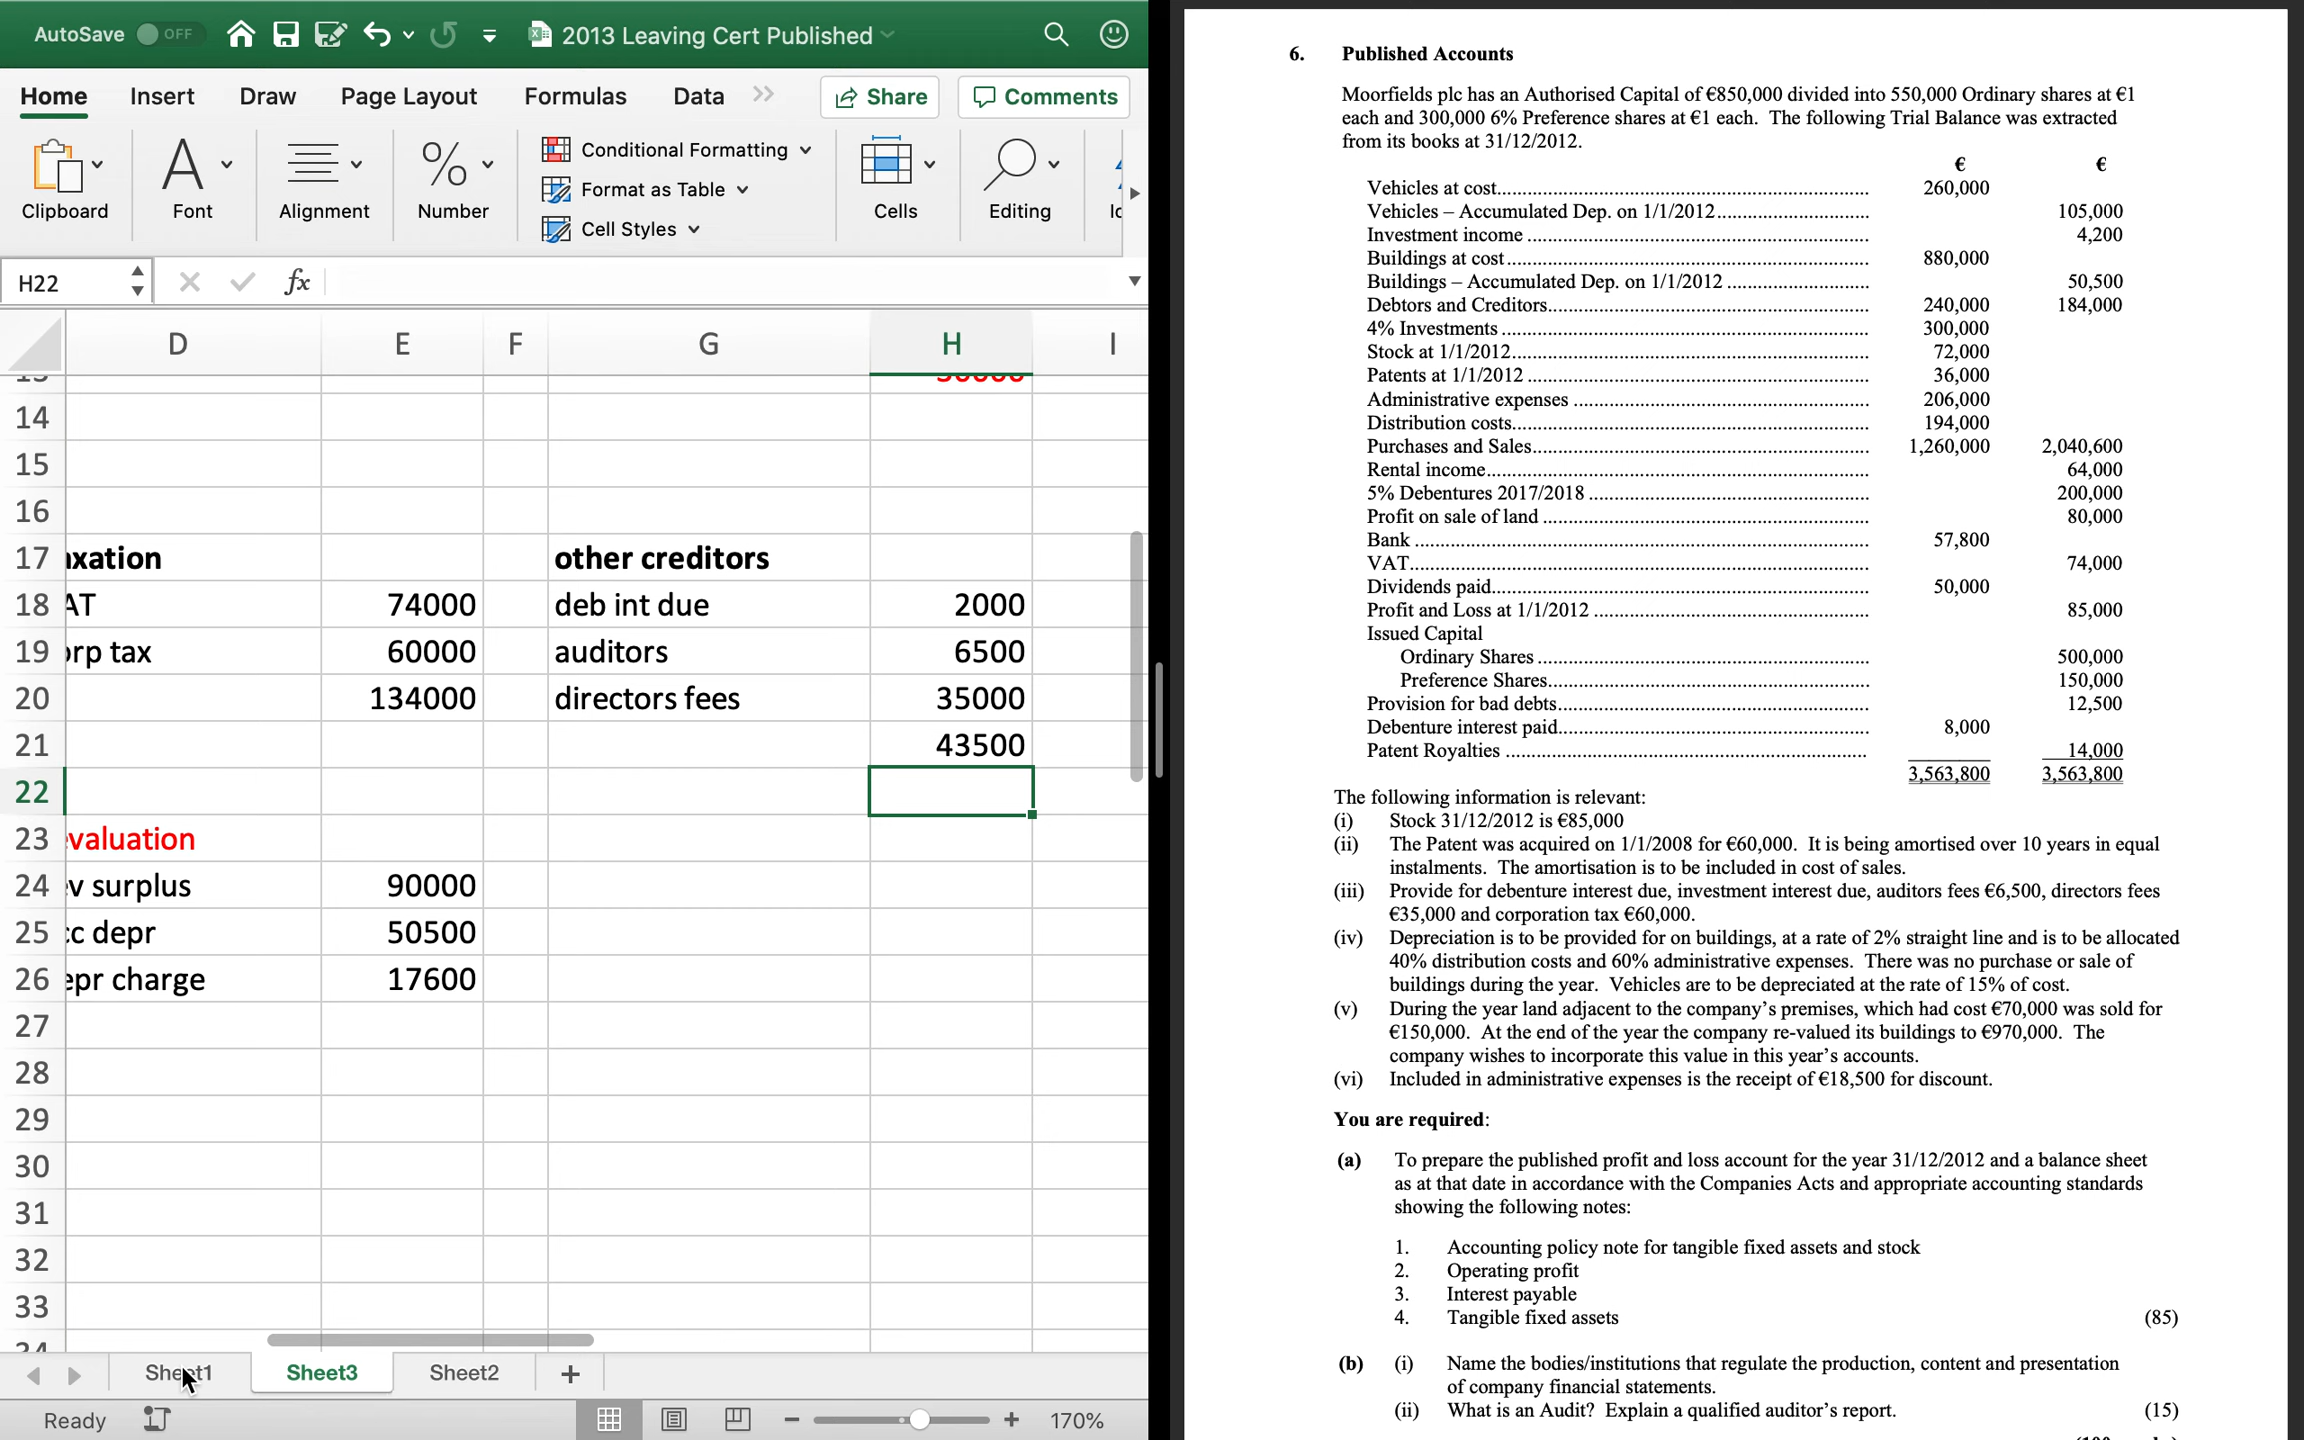 AutoSave OFF 2013 Leaving Cert Published
Home Insert Draw Page Layout Formulas Data Share Comments
Clipboard Font Alignment % Number Conditional Formatting Format as Table Cell Styles Cells Editing
H22 fx
D E F G H I
14
15
16
17 axation other creditors
18 AT 74000 deb int due 2000
19 orp tax 60000 auditors 6500
20 134000 directors fees 35000
21 43500
22
23 evaluation
24 ev surplus 90000
25 cc depr 50500
26 epr charge 17600
27
28
29
30
31
32
33
Sheet1 Sheet3 Sheet2 +
Ready 170%
6. Published Accounts
Moorfields plc has an Authorised Capital of €850,000 divided into 550,000 Ordinary shares at €1
each and 300,000 6% Preference shares at €1 each. The following Trial Balance was extracted
from its books at 31/12/2012.
€ €
Vehicles at cost 260,000
Vehicles – Accumulated Dep. on 1/1/2012 105,000
Investment income 4,200
Buildings at cost 880,000
Buildings – Accumulated Dep. on 1/1/2012 50,500
Debtors and Creditors 240,000 184,000
4% Investments 300,000
Stock at 1/1/2012 72,000
Patents at 1/1/2012 36,000
Administrative expenses 206,000
Distribution costs 194,000
Purchases and Sales 1,260,000 2,040,600
Rental income 64,000
5% Debentures 2017/2018 200,000
Profit on sale of land 80,000
Bank 57,800
VAT 74,000
Dividends paid 50,000
Profit and Loss at 1/1/2012 85,000
Issued Capital
Ordinary Shares 500,000
Preference Shares 150,000
Provision for bad debts 12,500
Debenture interest paid 8,000
Patent Royalties 14,000
3,563,800 3,563,800
The following information is relevant:
(i) Stock 31/12/2012 is €85,000
(ii) The Patent was acquired on 1/1/2008 for €60,000. It is being amortised over 10 years in equal
instalments. The amortisation is to be included in cost of sales.
(iii) Provide for debenture interest due, investment interest due, auditors fees €6,500, directors fees
€35,000 and corporation tax €60,000.
(iv) Depreciation is to be provided for on buildings, at a rate of 2% straight line and is to be allocated
40% distribution costs and 60% administrative expenses. There was no purchase or sale of
buildings during the year. Vehicles are to be depreciated at the rate of 15% of cost.
(v) During the year land adjacent to the company's premises, which had cost €70,000 was sold for
€150,000. At the end of the year the company re-valued its buildings to €970,000. The
company wishes to incorporate this value in this year's accounts.
(vi) Included in administrative expenses is the receipt of €18,500 for discount.
You are required:
(a) To prepare the published profit and loss account for the year 31/12/2012 and a balance sheet
as at that date in accordance with the Companies Acts and appropriate accounting standards
showing the following notes:
1. Accounting policy note for tangible fixed assets and stock
2. Operating profit
3. Interest payable
4. Tangible fixed assets (85)
(b) (i) Name the bodies/institutions that regulate the production, content and presentation
of company financial statements.
(ii) What is an Audit? Explain a qualified auditor's report. (15)